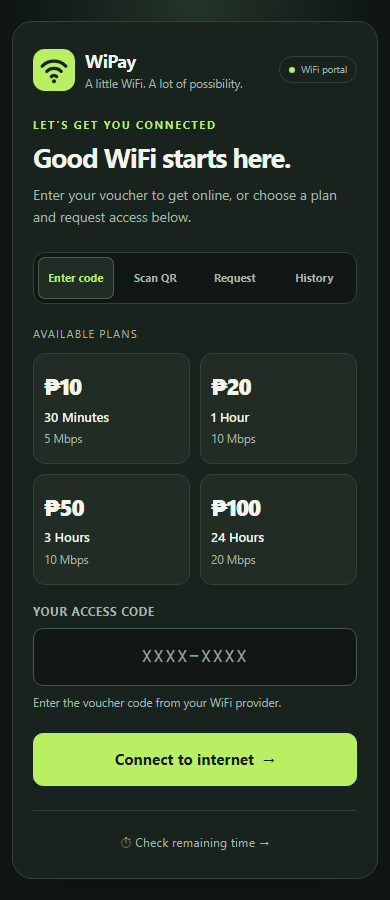 WiPay
A little WiFi. A lot of possibility.
WiFi portal
LET'S GET YOU CONNECTED
Good WiFi starts here.
Enter your voucher to get online, or choose a plan
and request access below.
Enter code
Scan QR
Request
History
AVAILABLE PLANS
₱10
30 Minutes
5 Mbps
₱20
1 Hour
10 Mbps
₱50
3 Hours
10 Mbps
₱100
24 Hours
20 Mbps
YOUR ACCESS CODE
XXXX–XXXX
Enter the voucher code from your WiFi provider.
Connect to internet →
⏱ Check remaining time →